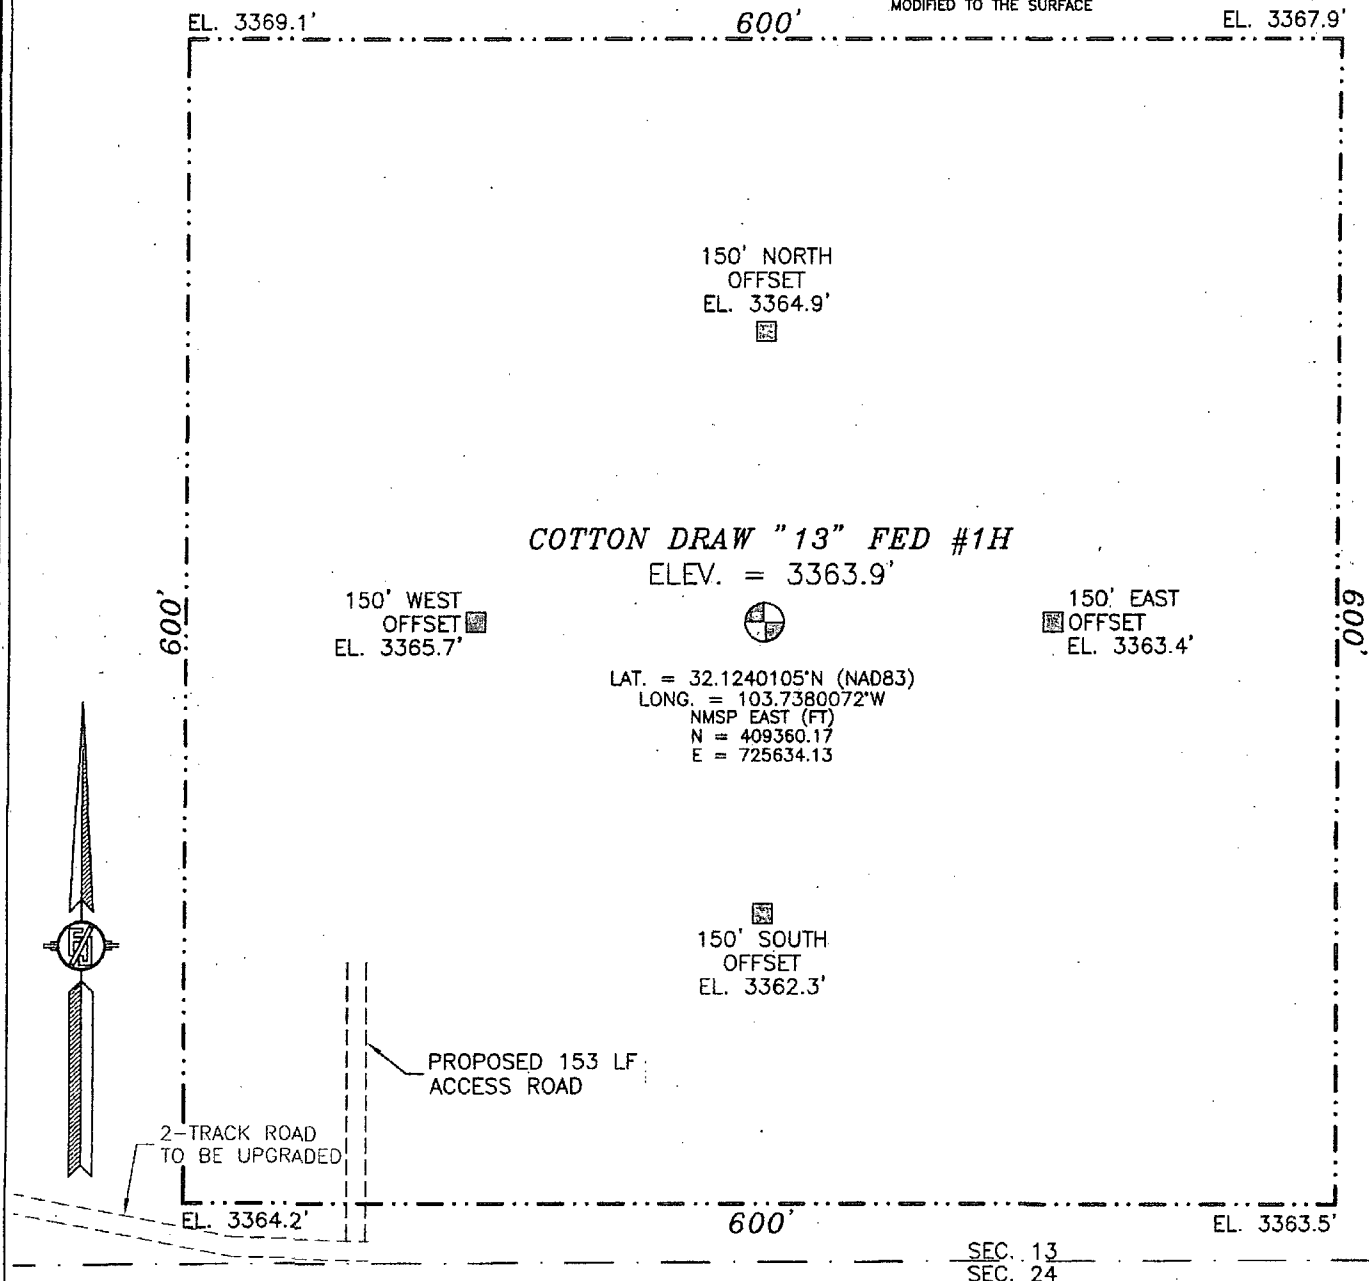 MODIFIED TO THE SURFACE
EL. 3369.1'
600'
EL. 3367.9'
150' NORTH
OFFSET
EL. 3364.9'
COTTON DRAW "13" FED #1H
ELEV. = 3363.9'
150' WEST
OFFSET
EL. 3365.7'
150' EAST
OFFSET
EL. 3363.4'
600'
600'
LAT. = 32.1240105°N (NAD83)
LONG. = 103.7380072°W
NMSP EAST (FT)
N = 409360.17
E = 725634.13
150' SOUTH
OFFSET
EL. 3362.3'
PROPOSED 153 LF
ACCESS ROAD
2-TRACK ROAD
TO BE UPGRADED
EL. 3364.2'
600'
EL. 3363.5'
SEC. 13
SEC. 24